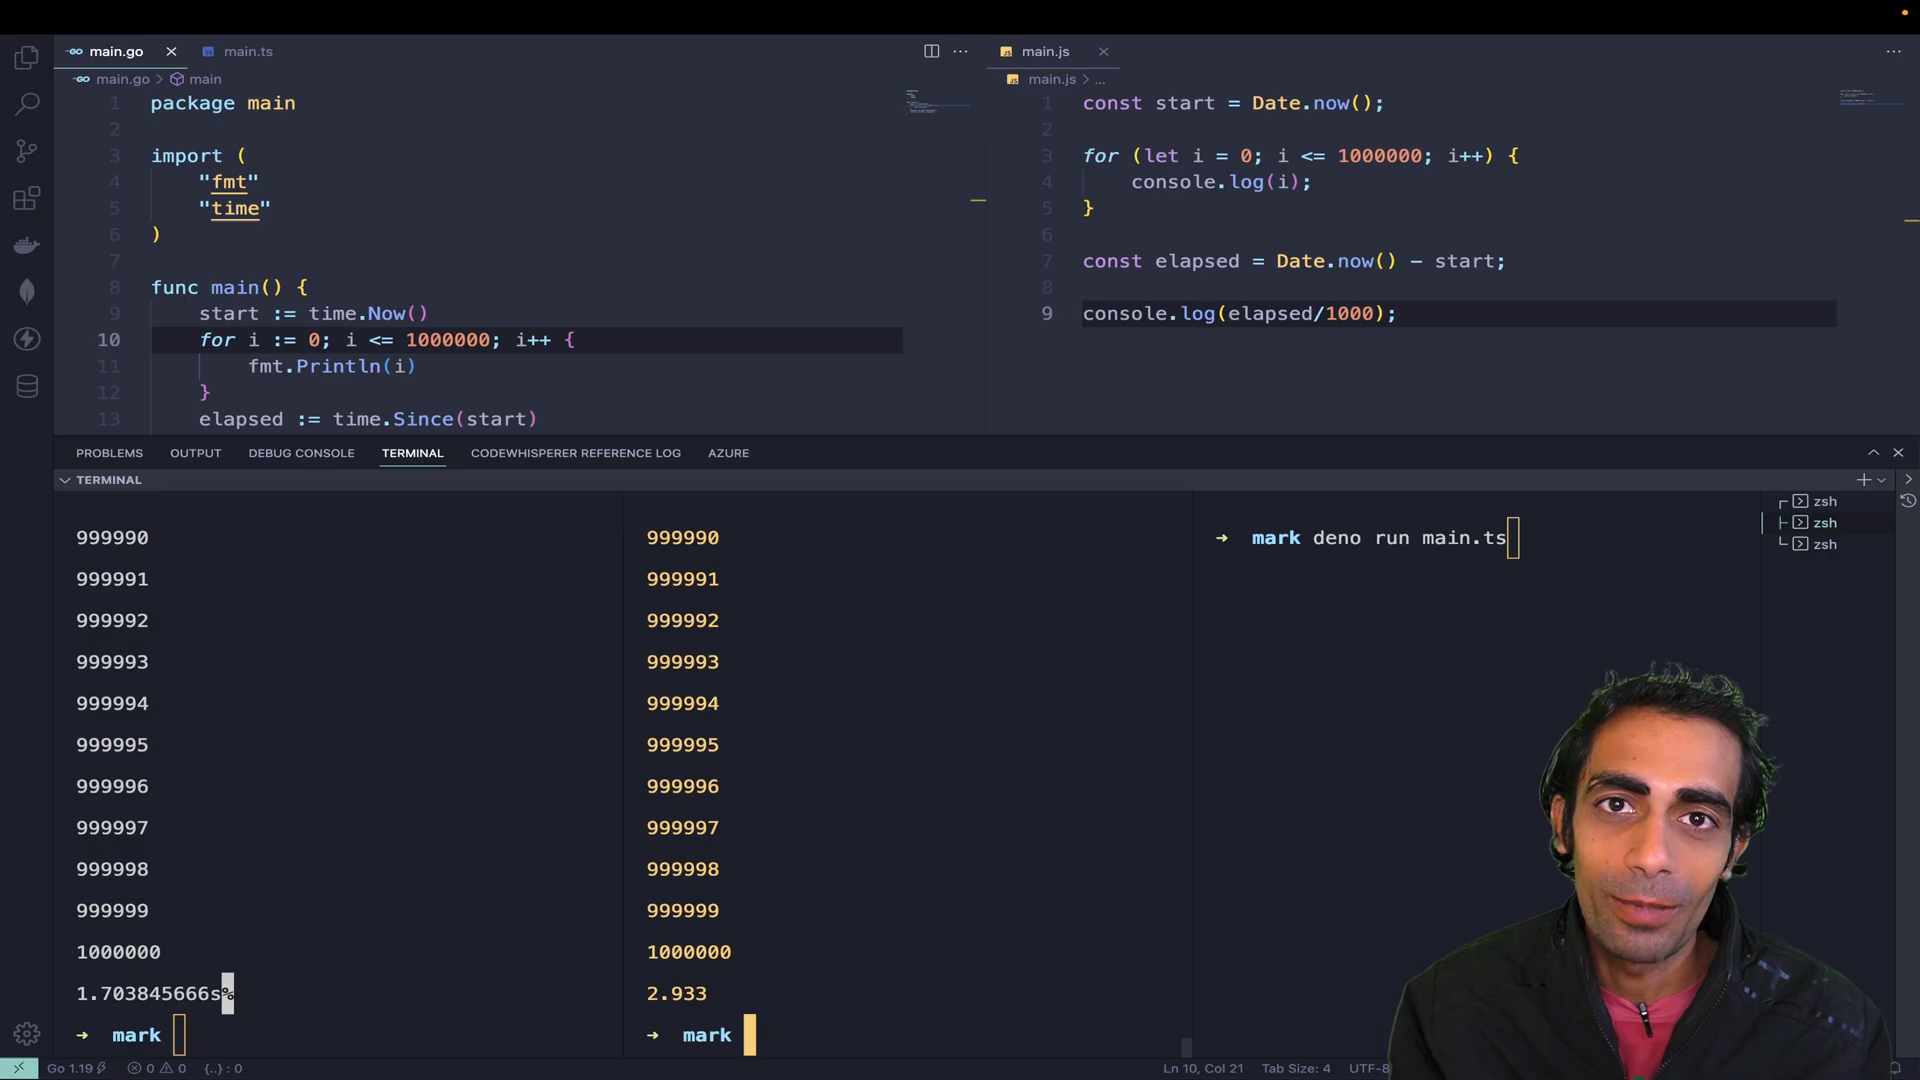 main.go
main.ts
main.go > main
1 package main
2
3 import (
4 "fmt"
5 "time"
6 )
7
8 func main() {
9 start := time.Now()
10 for i := 0; i <= 1000000; i++ {
11 fmt.Println(i)
12 }
13 elapsed := time.Since(start)
main.js
main.js > ...
1 const start = Date.now();
2
3 for (let i = 0; i <= 1000000; i++) {
4 console.log(i);
5 }
6
7 const elapsed = Date.now() - start;
8
9 console.log(elapsed/1000);
PROBLEMS OUTPUT DEBUG CONSOLE TERMINAL CODEWHISPERER REFERENCE LOG AZURE
TERMINAL
999990
999991
999992
999993
999994
999995
999996
999997
999998
999999
1000000
1.703845666s%
→ mark
999990
999991
999992
999993
999994
999995
999996
999997
999998
999999
1000000
2.933
→ mark
→ mark deno run main.ts
zsh
zsh
zsh
Go 1.19 0 0 {..} : 0
Ln 10, Col 21 Tab Size: 4 UTF-8